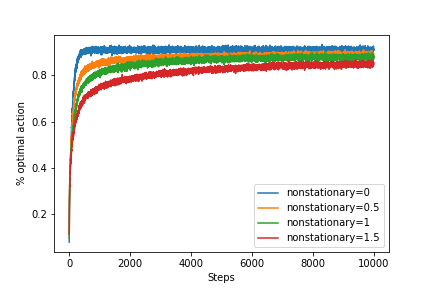 % optimal action
0.8
0.6
0.4
0.2
0
2000
4000
6000
8000
10000
Steps
nonstationary=0
nonstationary=0.5
nonstationary=1
nonstationary=1.5